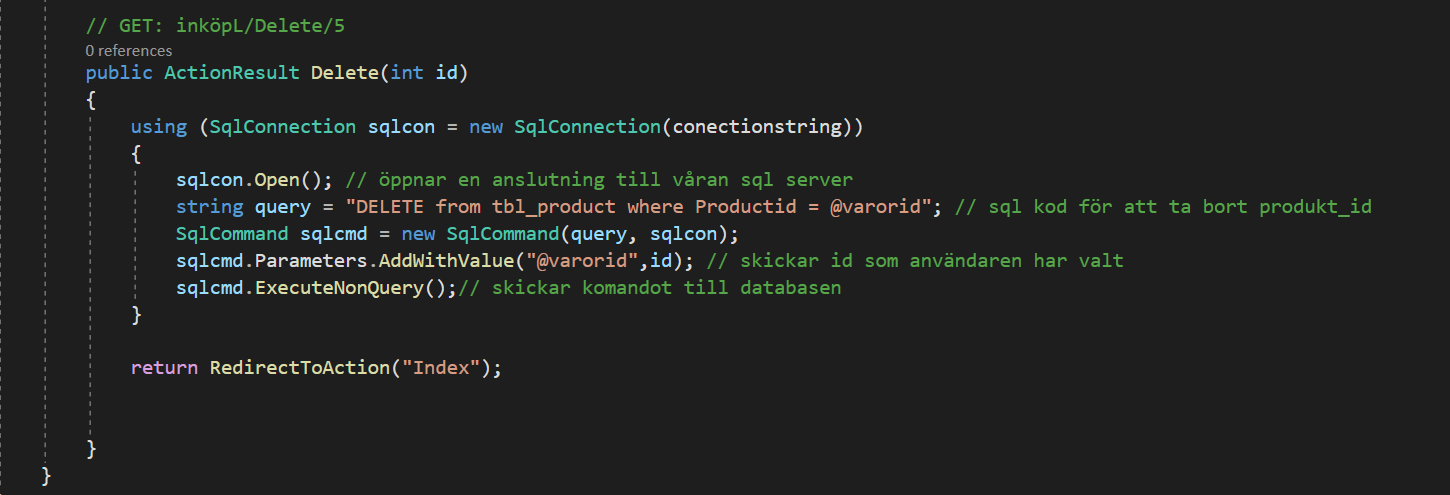 // GET: inköpL/Delete/5
0 references
public ActionResult Delete(int id)
{
using (SqlConnection sqlcon = new SqlConnection(conectionstring))
{
sqlcon.Open(); // öppnar en anslutning till våran sql server
string query = "DELETE from tbl_product where Productid = @varorid"; // sql kod för att ta bort produkt_id
SqlCommand sqlcmd = new SqlCommand(query, sqlcon);
sqlcmd.Parameters.AddWithValue("@varorid",id); // skickar id som användaren har valt
sqlcmd.ExecuteNonQuery();// skickar komandot till databasen
}
return RedirectToAction("Index");
}
}